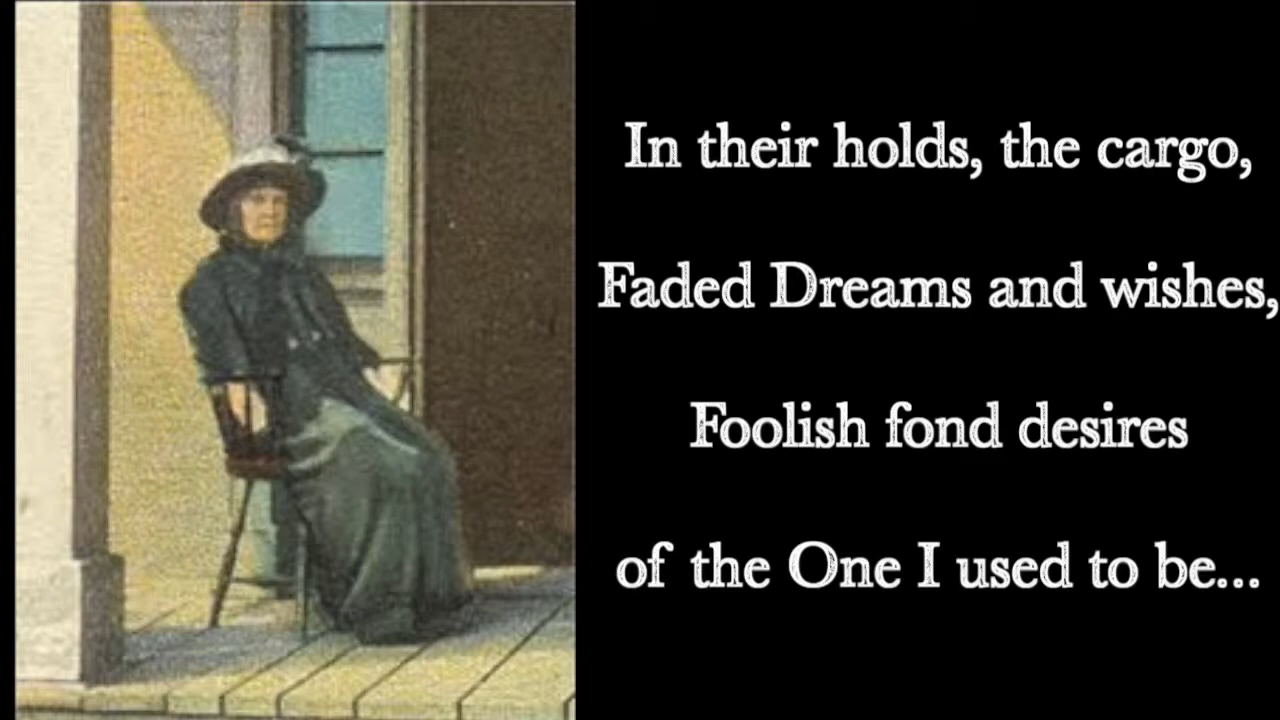 In their holds, the cargo,
Faded Dreams and wishes,
Foolish fond desires
of the One I used to be...